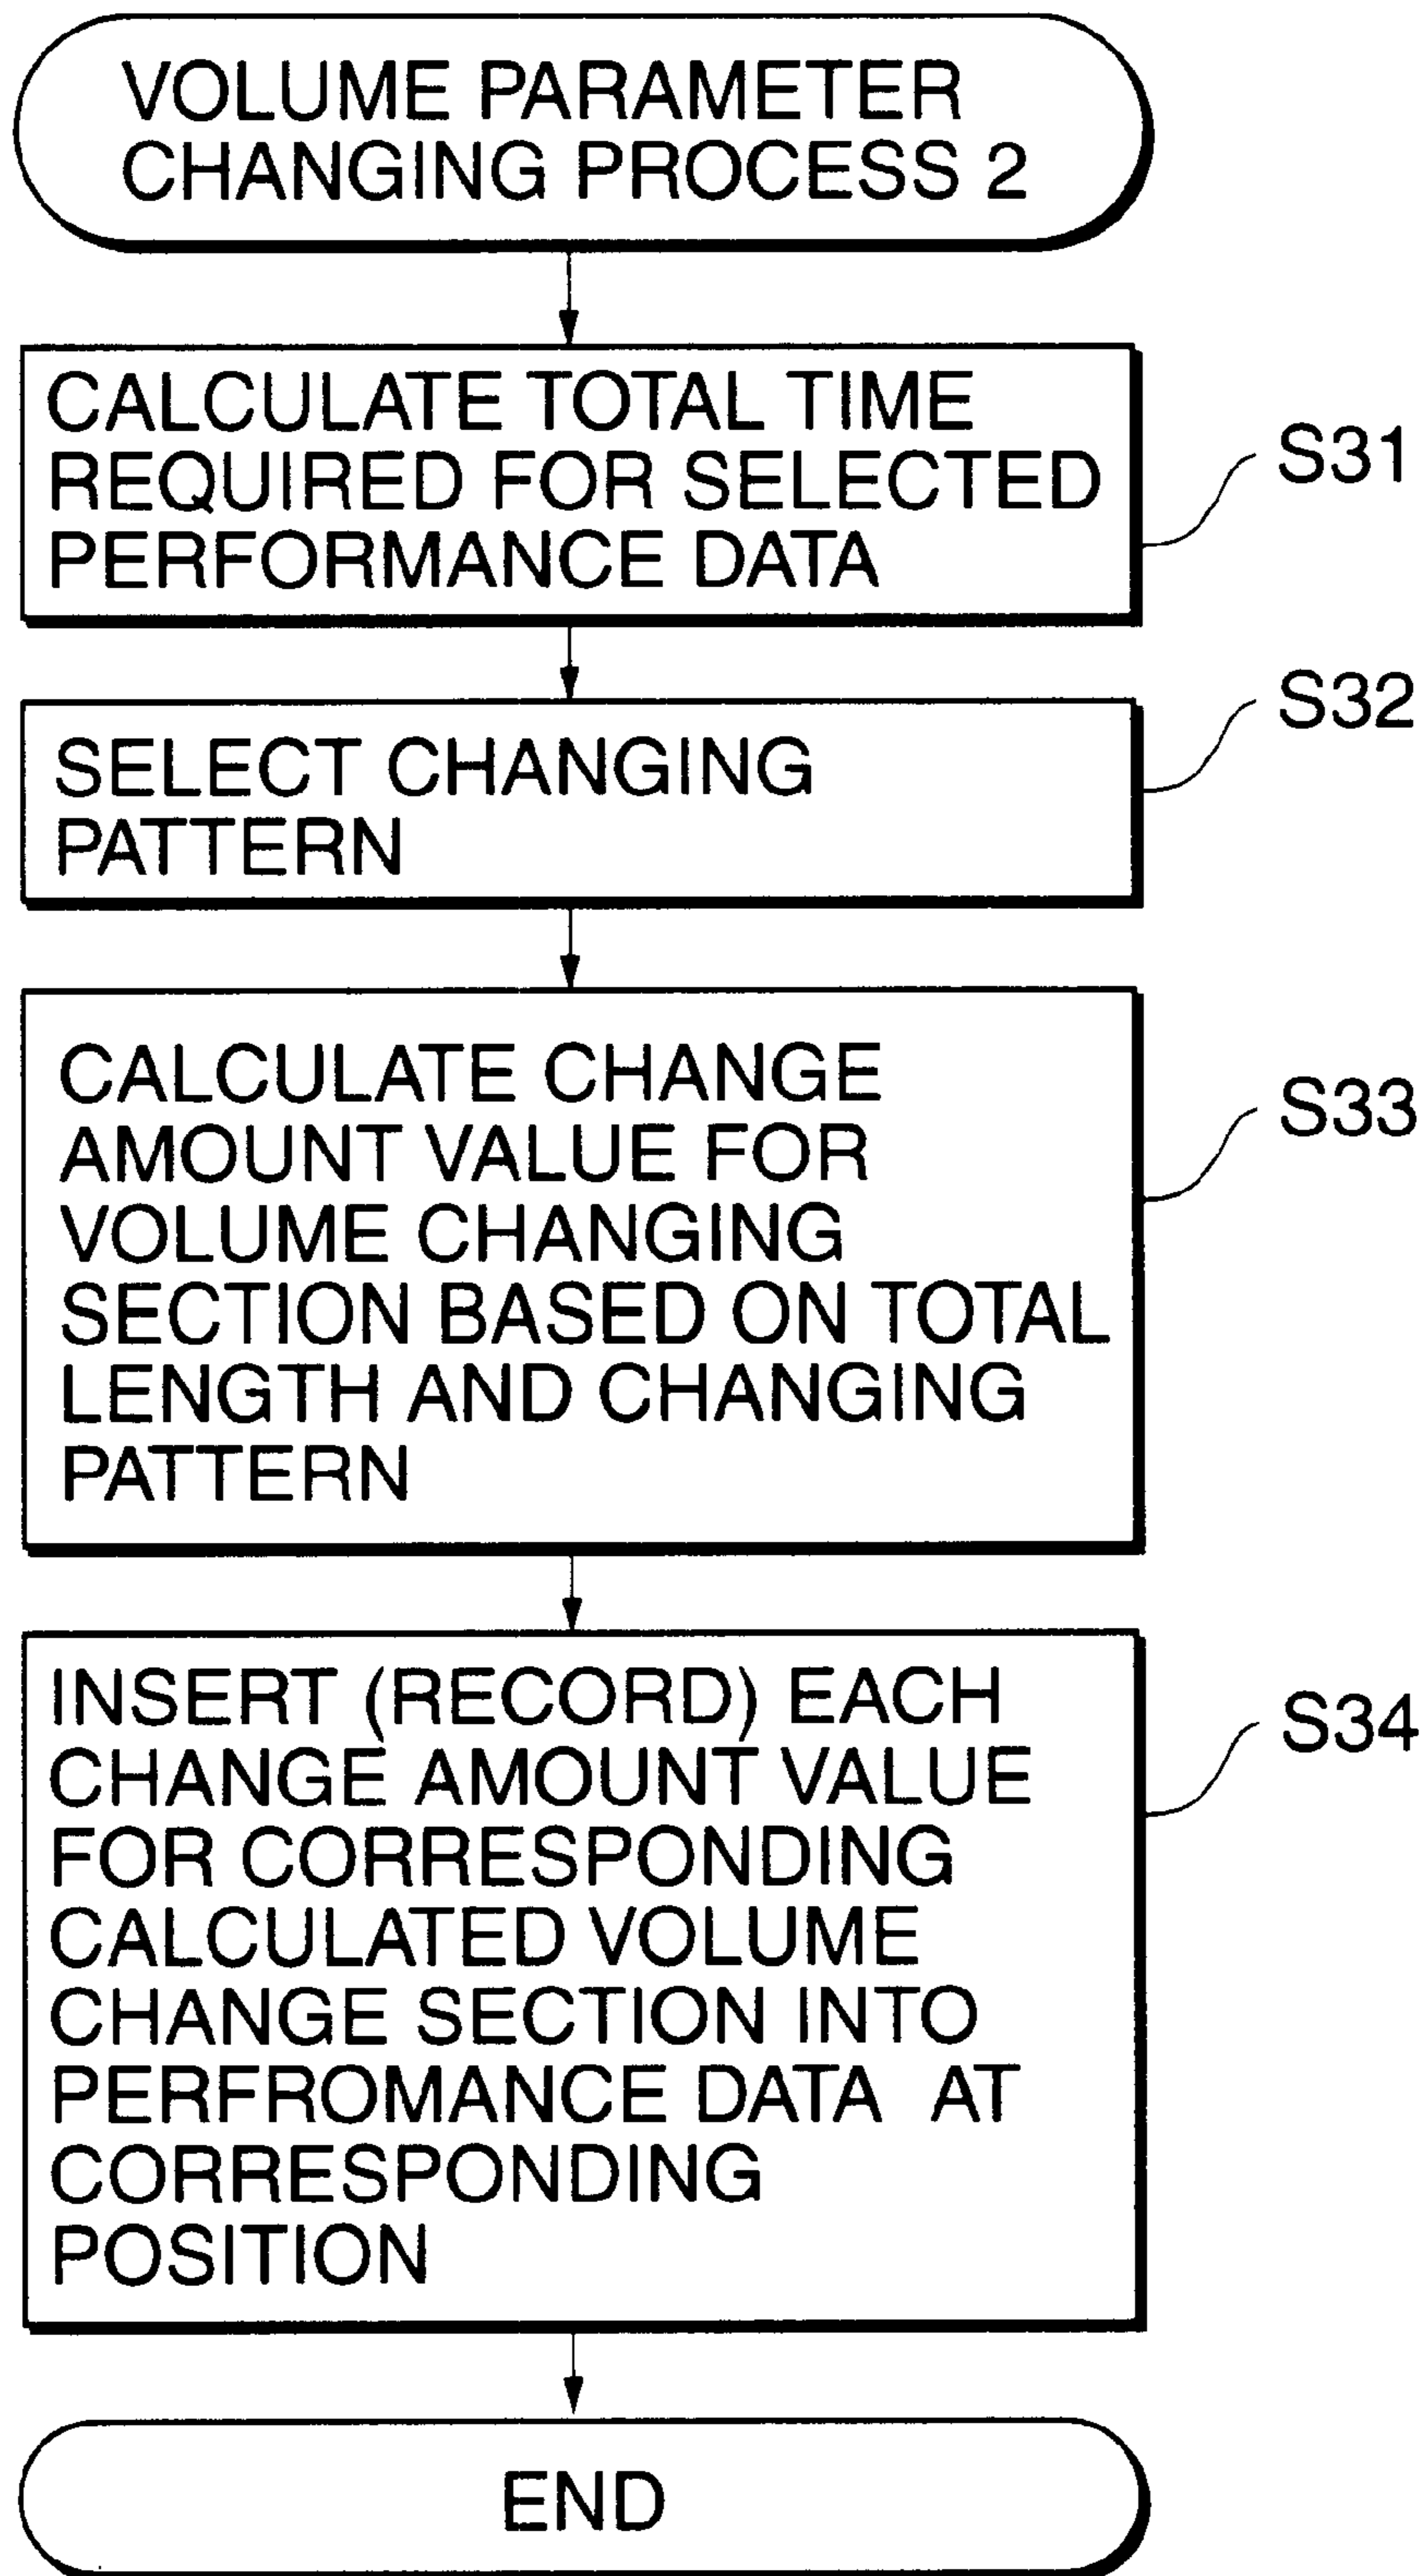 VOLUME PARAMETER
CHANGING PROCESS 2
CALCULATE TOTAL TIME
REQUIRED FOR SELECTED
PERFORMANCE DATA
S31
SELECT CHANGING
PATTERN
S32
CALCULATE CHANGE
AMOUNT VALUE FOR
VOLUME CHANGING
SECTION BASED ON TOTAL
LENGTH AND CHANGING
PATTERN
S33
INSERT (RECORD) EACH
CHANGE AMOUNT VALUE
FOR CORRESPONDING
CALCULATED VOLUME
CHANGE SECTION INTO
PERFROMANCE DATA AT
CORRESPONDING
POSITION
S34
END